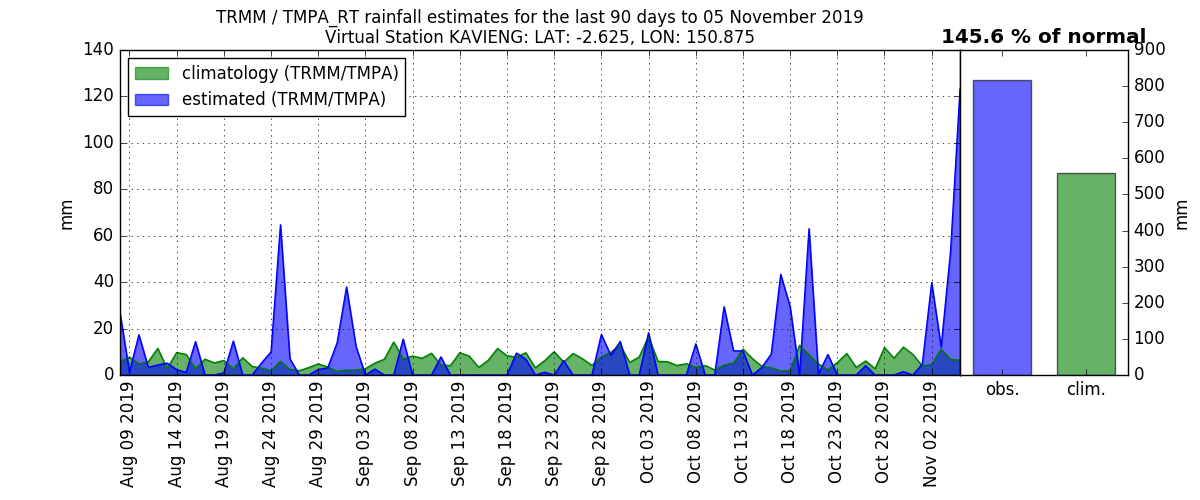 TRMM / TMPA_RT rainfall estimates for the last 90 days to 05 November 2019
Virtual Station KAVIENG: LAT: -2.625, LON: 150.875
145.6 % of normal
climatology (TRMM/TMPA)
estimated (TRMM/TMPA)
140
120
100
80
60
40
20
0
mm
900
800
700
600
500
400
300
200
100
0
mm
Aug 09 2019
Aug 14 2019
Aug 19 2019
Aug 24 2019
Aug 29 2019
Sep 03 2019
Sep 08 2019
Sep 13 2019
Sep 18 2019
Sep 23 2019
Sep 28 2019
Oct 03 2019
Oct 08 2019
Oct 13 2019
Oct 18 2019
Oct 23 2019
Oct 28 2019
Nov 02 2019
obs.
clim.